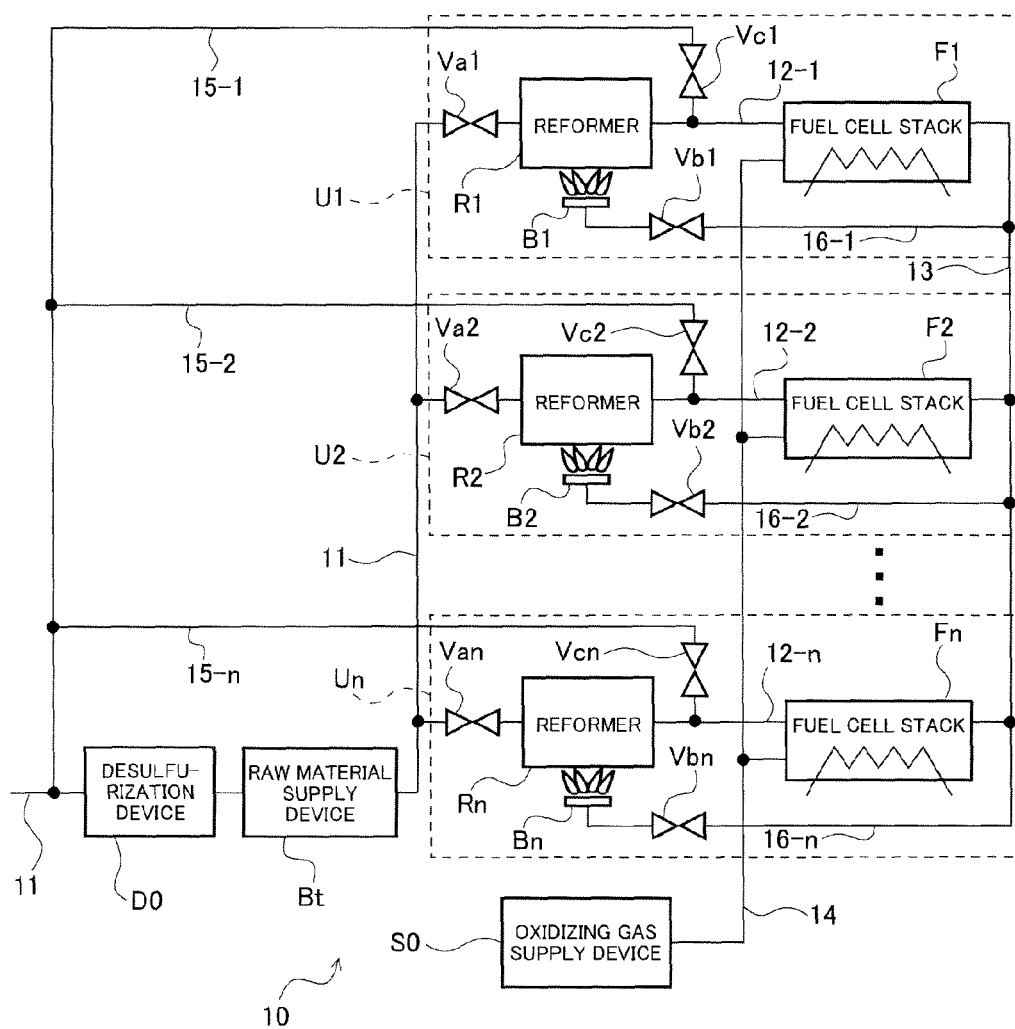 15-1
Va1
Vc1
12-1
F1
REFORMER
FUEL CELL STACK
U1
R1
B1
Vb1
16-1
13
15-2
Va2
Vc2
12-2
F2
REFORMER
FUEL CELL STACK
U2
R2
B2
Vb2
16-2
11
15-n
Van
Vcn
12-n
Fn
Un
REFORMER
FUEL CELL STACK
Rn
Bn
Vbn
16-n
DESULFU-
RIZATION
DEVICE
RAW MATERIAL
SUPPLY
DEVICE
11
D0
Bt
14
S0
OXIDIZING GAS
SUPPLY DEVICE
10